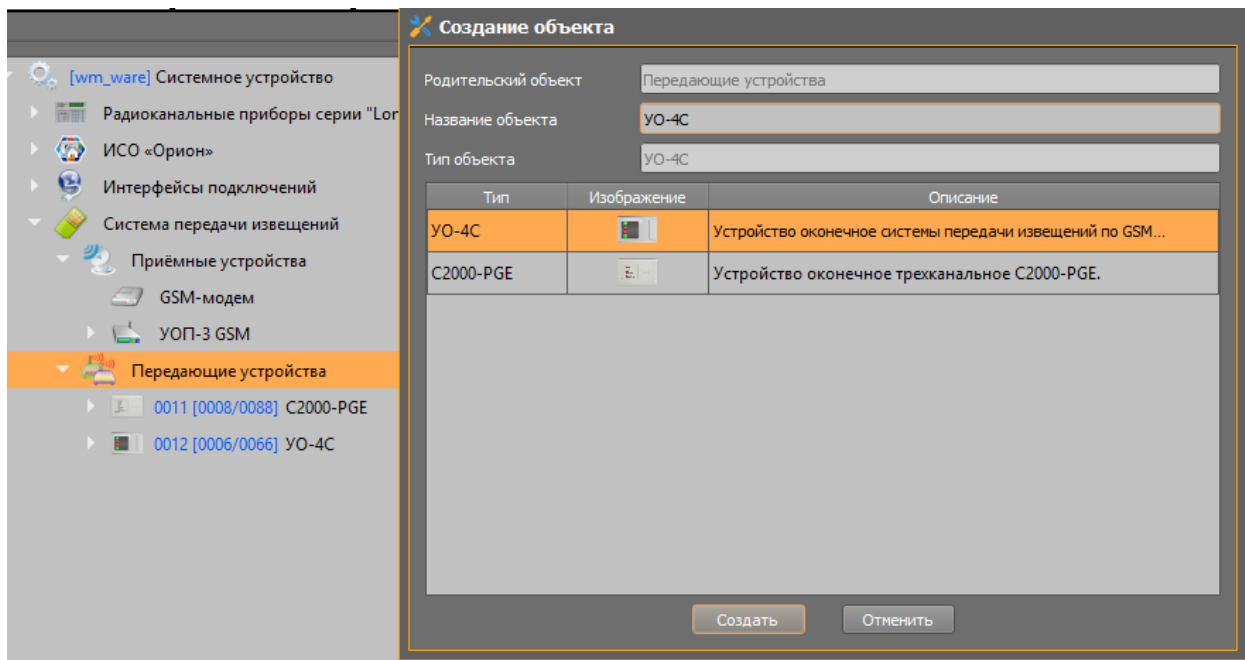 [wm_ware] Системное устройство
Радиоканальные приборы серии "Lor
ИСО «Орион»
Интерфейсы подключений
Система передачи извещений
Приёмные устройства
GSM-модем
УОП-3 GSM
Передающие устройства
0011 [0008/0088] С2000-PGE
0012 [0006/0066] УО-4С
Создание объекта
Родительский объект Передающие устройства
Название объекта УО-4С
Тип объекта УО-4С
Тип Изображение Описание
УО-4С Устройство оконечное системы передачи извещений по GSM...
С2000-PGE Устройство оконечное трехканальное С2000-PGE.
Создать Отменить